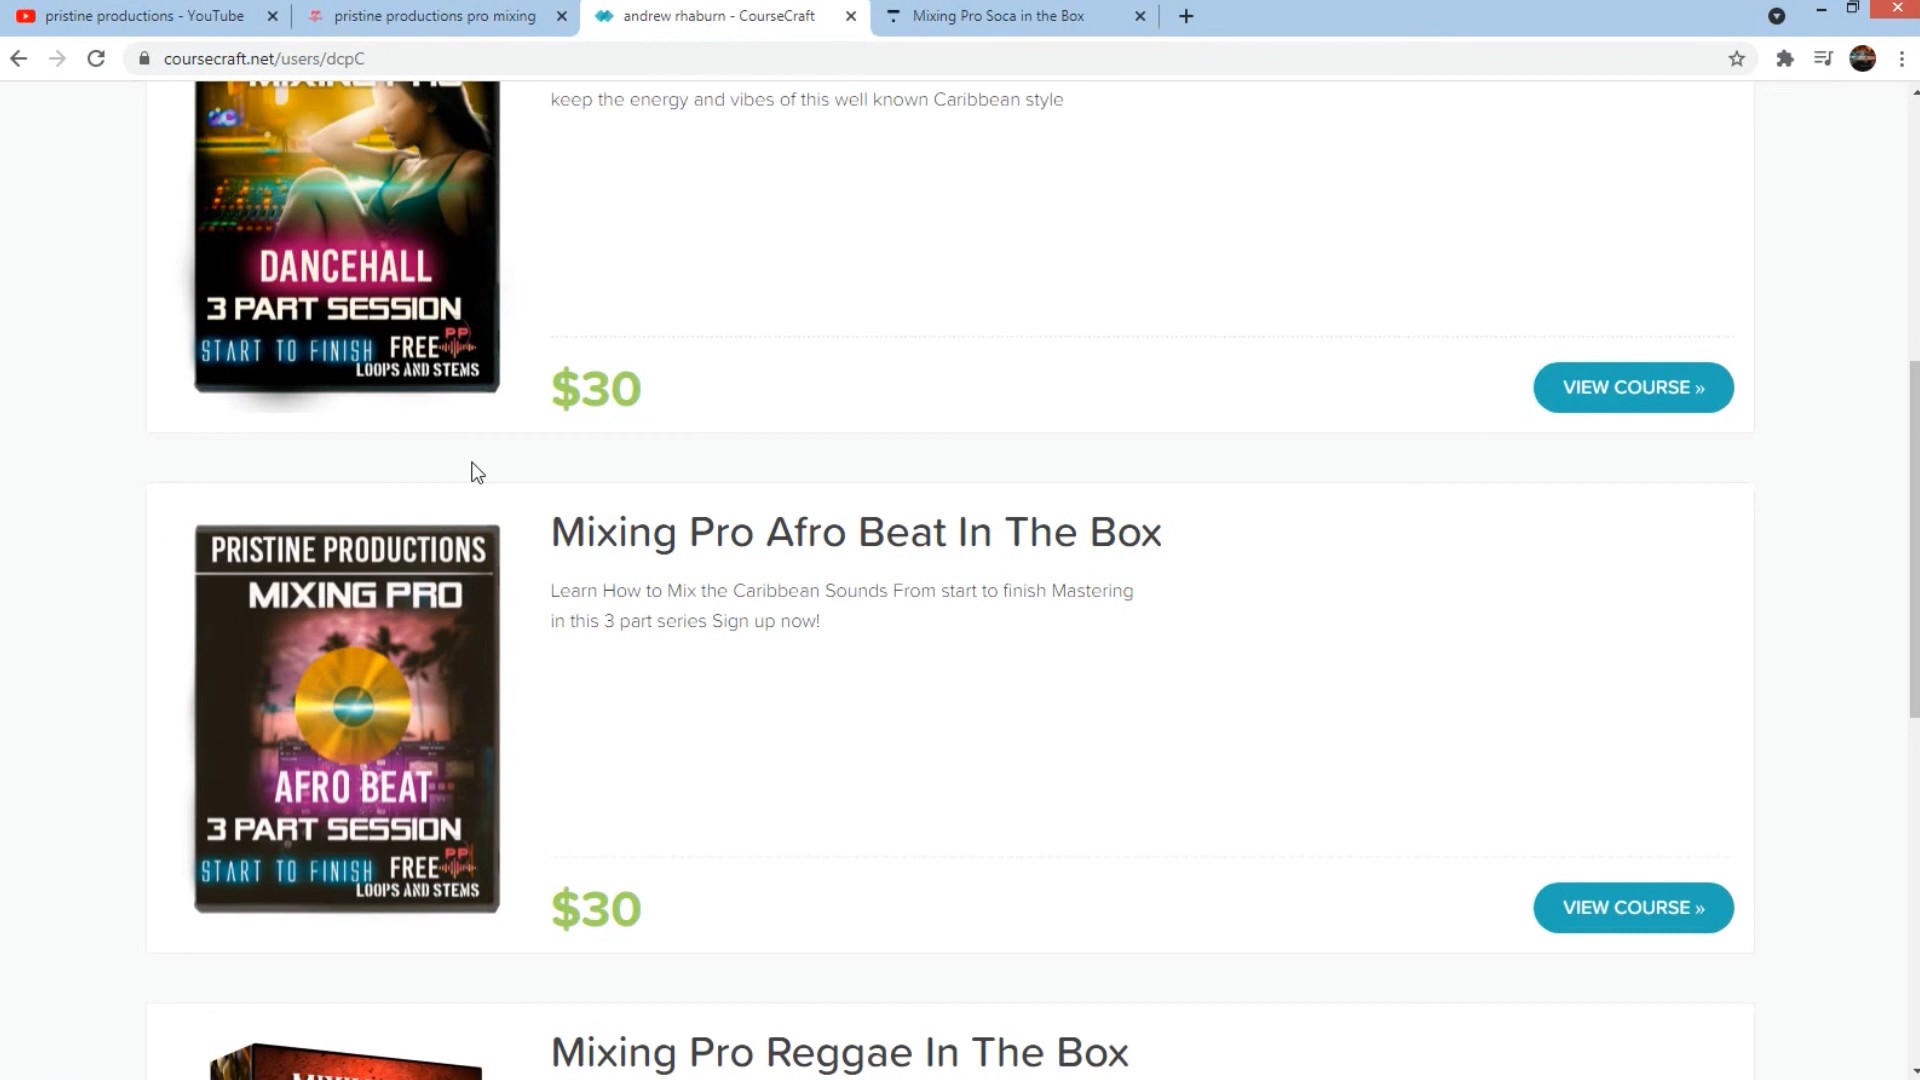 pristine productions - YouTube
pristine productions pro mixing
andrew rhaburn - CourseCraft
Mixing Pro Soca in the Box
coursecraft.net/users/dcpC
keep the energy and vibes of this well known Caribbean style
DANCEHALL
3 PART SESSION
START TO FINISH FREE PP
LOOPS AND STEMS
$30
VIEW COURSE »
Mixing Pro Afro Beat In The Box
Learn How to Mix the Caribbean Sounds From start to finish Mastering
in this 3 part series Sign up now!
PRISTINE PRODUCTIONS
MIXING PRO
AFRO BEAT
3 PART SESSION
START TO FINISH FREE PP
LOOPS AND STEMS
$30
VIEW COURSE »
Mixing Pro Reggae In The Box